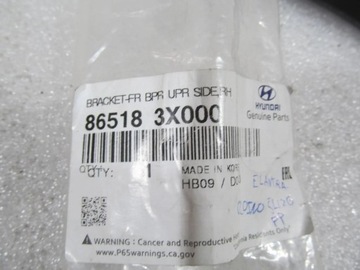 BRACKET-FR BPR UPR SIDE,RH
86518 3X000
HYUNDAI
Genuine Parts
QTY: 1
MADE IN KOREA
HB09 /
ELANTRA
WARNING: Cancer and Reproductive
www.P65warnings.ca.gov